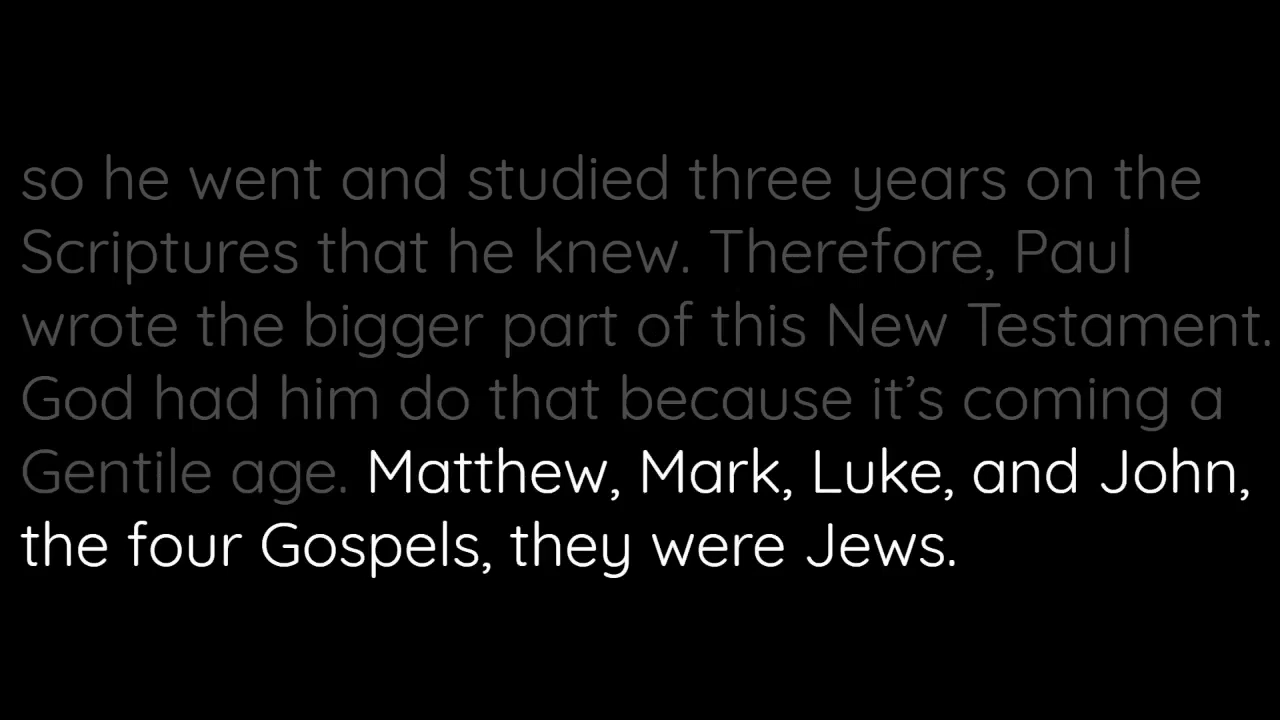 so he went and studied three years on the
Scriptures that he knew. Therefore, Paul
wrote the bigger part of this New Testament.
God had him do that because it’s coming a
Gentile age. Matthew, Mark, Luke, and John,
the four Gospels, they were Jews.